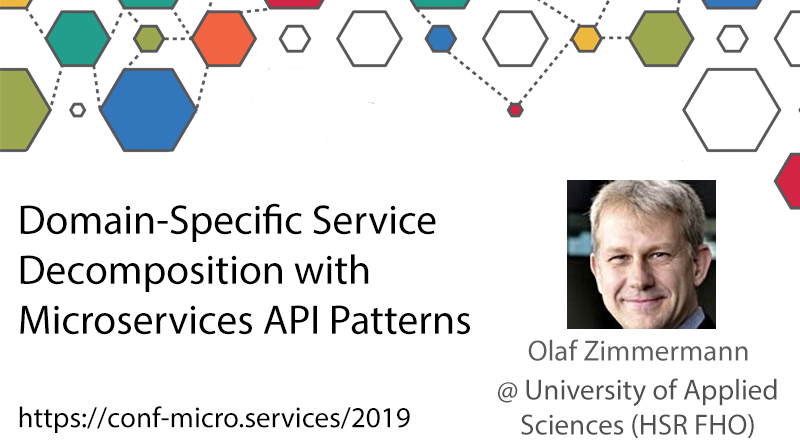 Domain-Specific Service
Decomposition with
Microservices API Patterns
https://conf-micro.services/2019
Olaf Zimmermann
@ University of Applied
Sciences (HSR FHO)